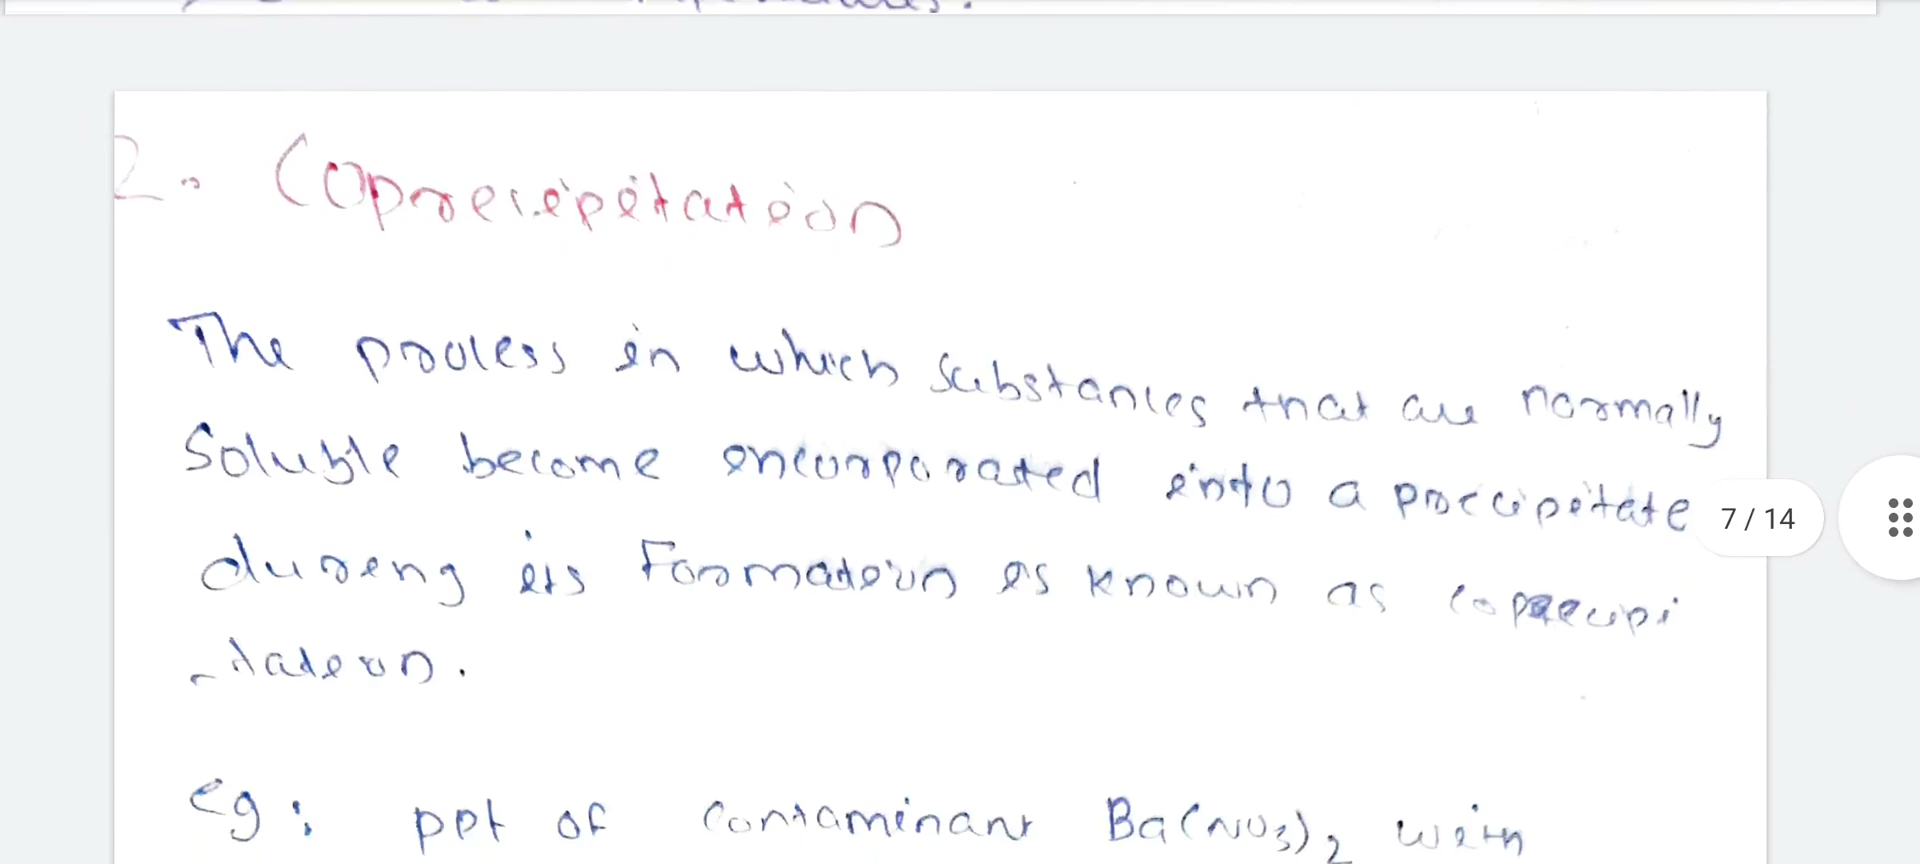 2. Coprecipitation
The process in which substances that are normally
Soluble become incorporated into a precipitate
7 / 14
during its Formation is known as coprecipi
-tation.
eg: ppt of contaminant Ba(NO3)2 with